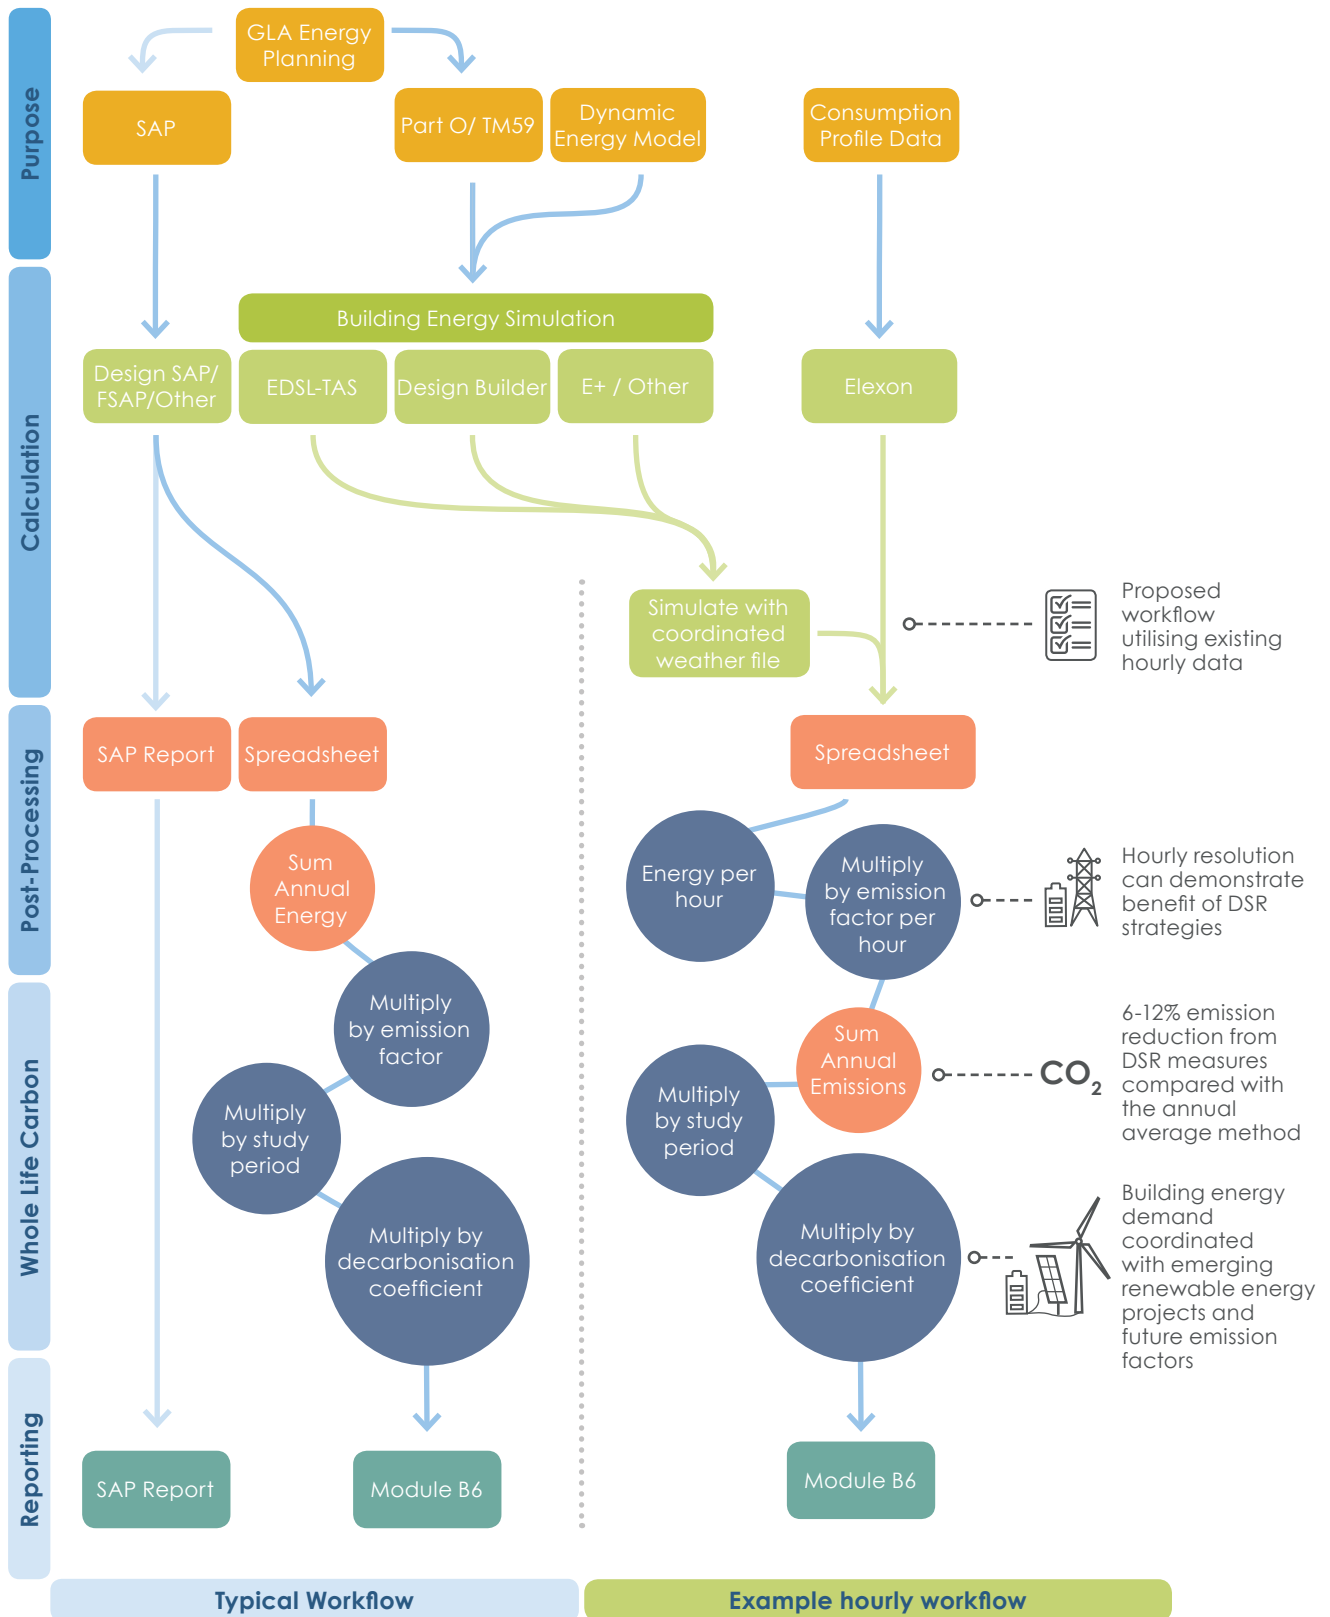 Purpose
GLA Energy
Planning
SAP
Part O/ TM59
Dynamic
Energy Model
Consumption
Profile Data
Calculation
Building Energy Simulation
Design SAP/
FSAP/Other
EDSL-TAS
Design Builder
E+ / Other
Elexon
Simulate with
coordinated
weather file
Proposed
workflow
utilising existing
hourly data
Post-Processing
SAP Report
Spreadsheet
Sum
Annual
Energy
Spreadsheet
Energy per
hour
Multiply
by emission
factor per
hour
Hourly resolution
can demonstrate
benefit of DSR
strategies
Whole Life Carbon
Multiply
by emission
factor
Multiply
by study
period
Multiply by
decarbonisation
coefficient
Sum
Annual
Emissions
CO2
6-12% emission
reduction from
DSR measures
compared with
the annual
average method
Multiply
by study
period
Multiply by
decarbonisation
coefficient
Building energy
demand
coordinated
with emerging
renewable energy
projects and
future emission
factors
Reporting
SAP Report
Module B6
Module B6
Typical Workflow
Example hourly workflow